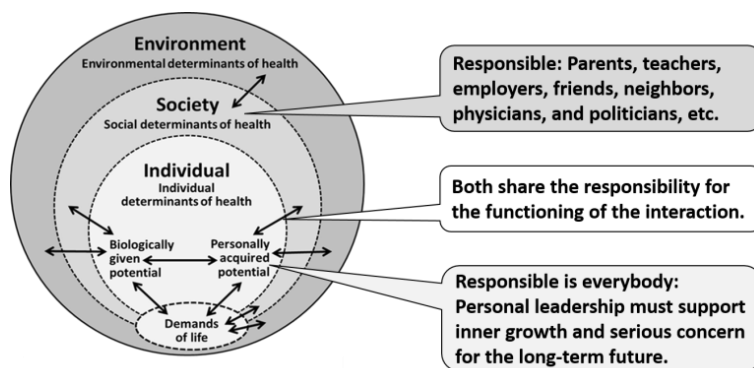 Environment
Environmental determinants of health
Society
Social determinants of health
Individual
Individual
determinants of health
Biologically
given
potential
Personally
acquired
potential
Demands
of life
Responsible: Parents, teachers,
employers, friends, neighbors,
physicians, and politicians, etc.
Both share the responsibility for
the functioning of the interaction.
Responsible is everybody:
Personal leadership must support
inner growth and serious concern
for the long-term future.